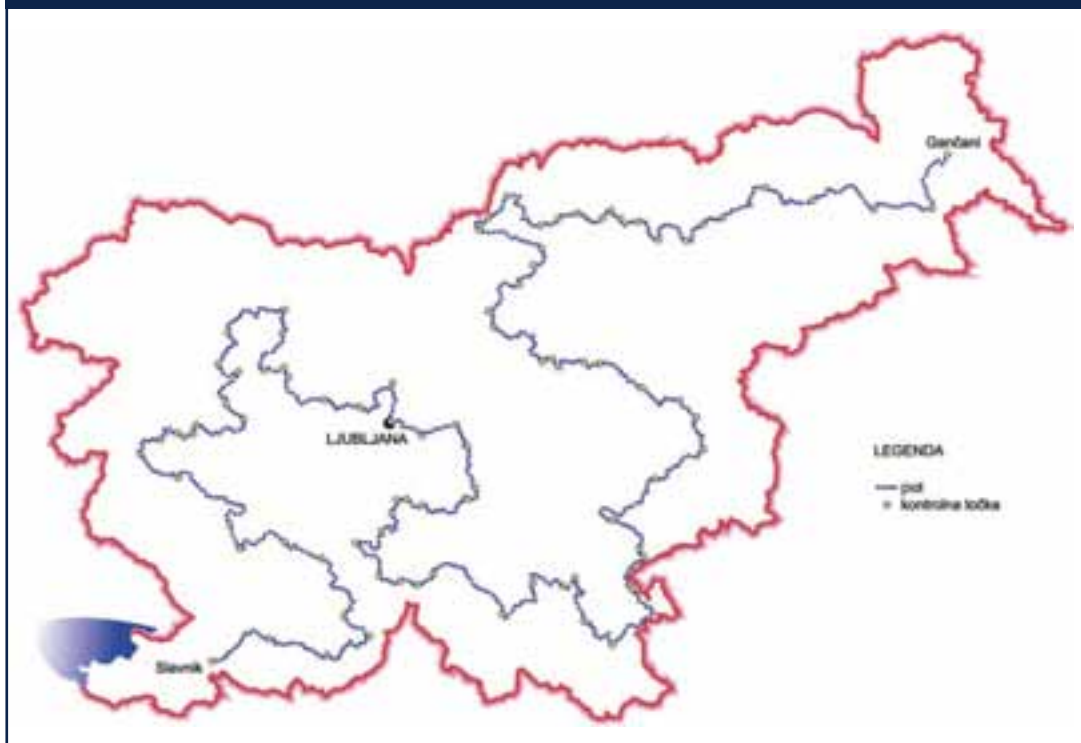 Gančani
LJUBLJANA
LEGENDA
pot
kontrolna točka
Slavnik